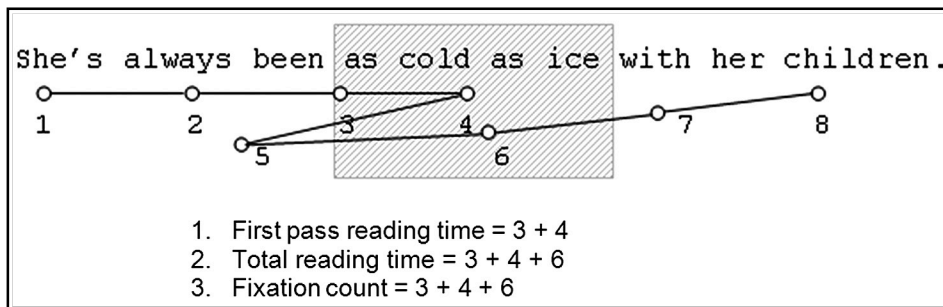 She's always been as cold as ice with her children.
1 2 3 4 5 6 7 8
1. First pass reading time = 3 + 4
2. Total reading time = 3 + 4 + 6
3. Fixation count = 3 + 4 + 6